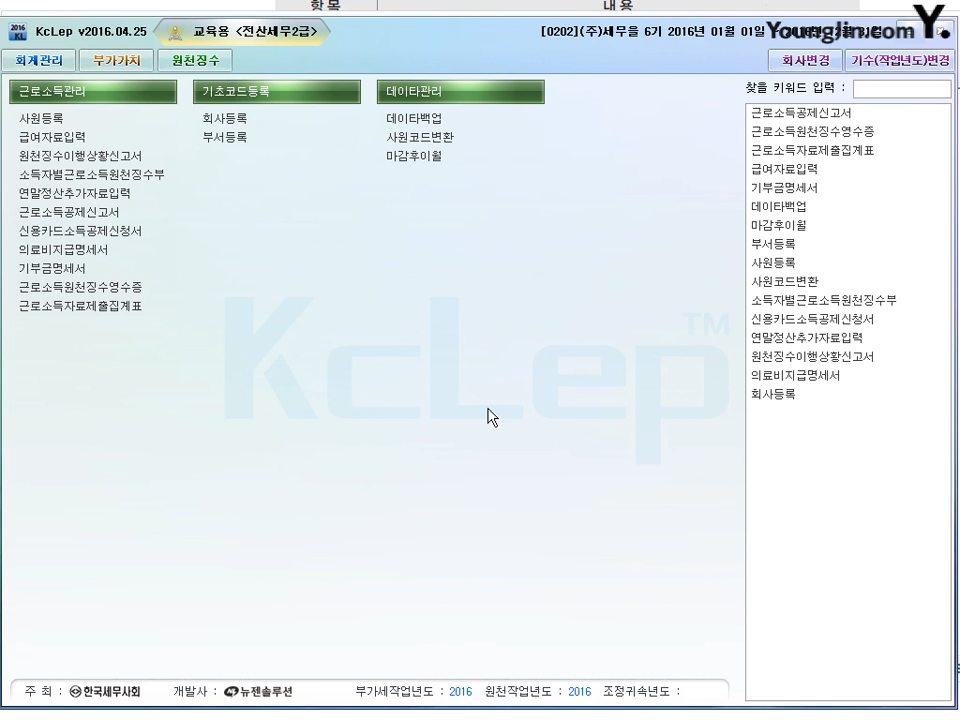 항 목 내 용
KcLep v2016.04.25 교육용 <전산세무2급> [0202](주)세무을 6기 2016년 01월 01일
Younglin.com Y.
회계관리 부가가치 원천징수 회사변경 기수(작업년도)변경
근로소득관리 기초코드등록 데이타관리 찾을 키워드 입력 :
사원등록 회사등록 데이타백업
급여자료입력 부서등록 사원코드변환
원천징수이행상황신고서 마감후이월
소득자별근로소득원천징수부
연말정산추가자료입력
근로소득공제신고서
신용카드소득공제신청서
의료비지급명세서
기부금명세서
근로소득원천징수영수증
근로소득자료제출집계표
근로소득공제신고서
근로소득원천징수영수증
근로소득자료제출집계표
급여자료입력
기부금명세서
데이타백업
마감후이월
부서등록
사원등록
사원코드변환
소득자별근로소득원천징수부
신용카드소득공제신청서
연말정산추가자료입력
원천징수이행상황신고서
의료비지급명세서
회사등록
KcLep TM
주 최 : 한국세무사회 개발사 : 뉴젠솔루션 부가세작업년도 : 2016 원천작업년도 : 2016 조정귀속년도 :